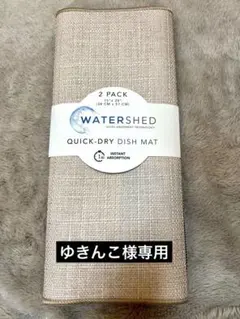 2 PACK
WATERSHED
QUICK-DRY DISH MAT
INSTANT
ABSORPTION
ゆきんこ様専用